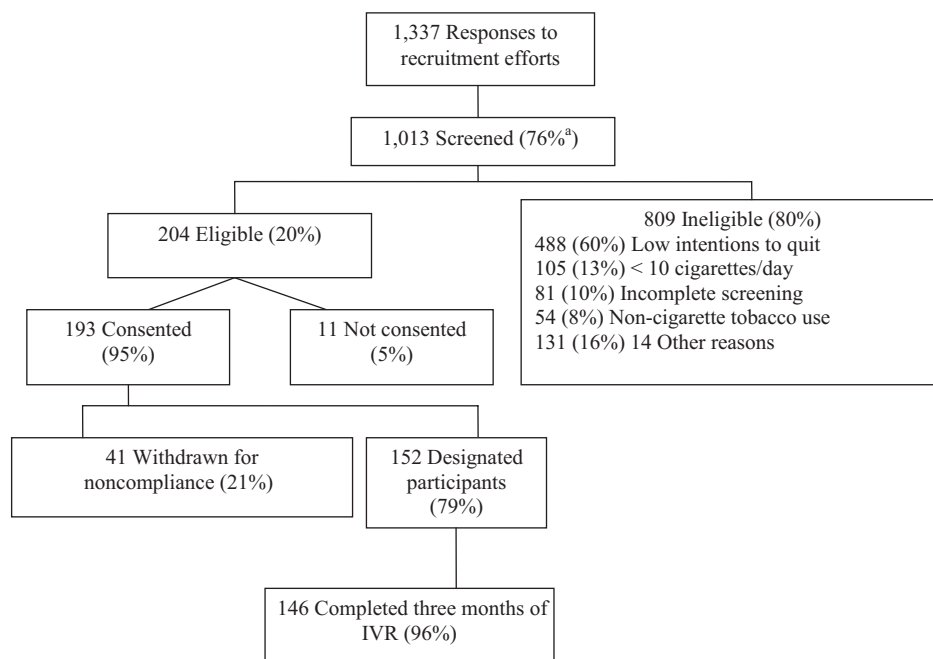 1,337 Responses to
recruitment efforts
1,013 Screened (76%ᵃ)
204 Eligible (20%)
809 Ineligible (80%)
488 (60%) Low intentions to quit
105 (13%) < 10 cigarettes/day
81 (10%) Incomplete screening
54 (8%) Non-cigarette tobacco use
131 (16%) 14 Other reasons
193 Consented
(95%)
11 Not consented
(5%)
41 Withdrawn for
noncompliance (21%)
152 Designated
participants
(79%)
146 Completed three months of
IVR (96%)